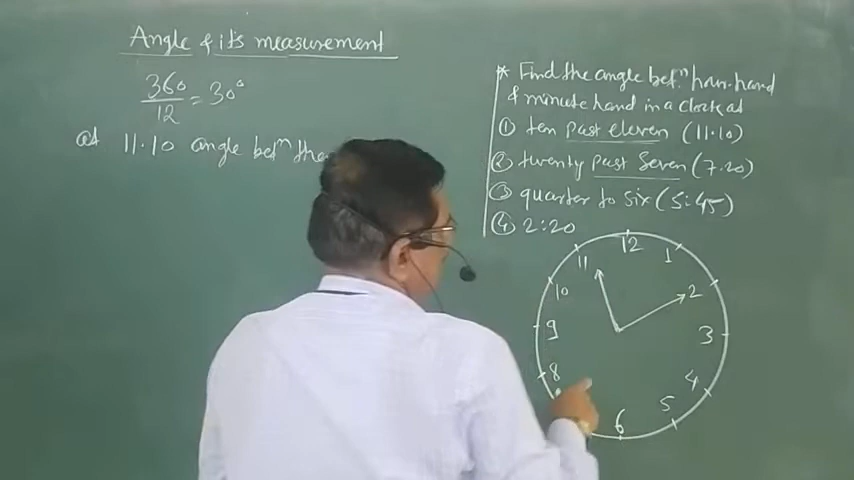 Angle & it's measurement
360/12 = 30°
at 11.10 angle betⁿ the
* Find the angle betⁿ hour-hand
& minute hand in a clock at
① ten past eleven (11.10)
② twenty past seven (7.20)
③ quarter to six (5:45)
④ 2:20
12
11 1
10 2
9 3
8 4
5
6